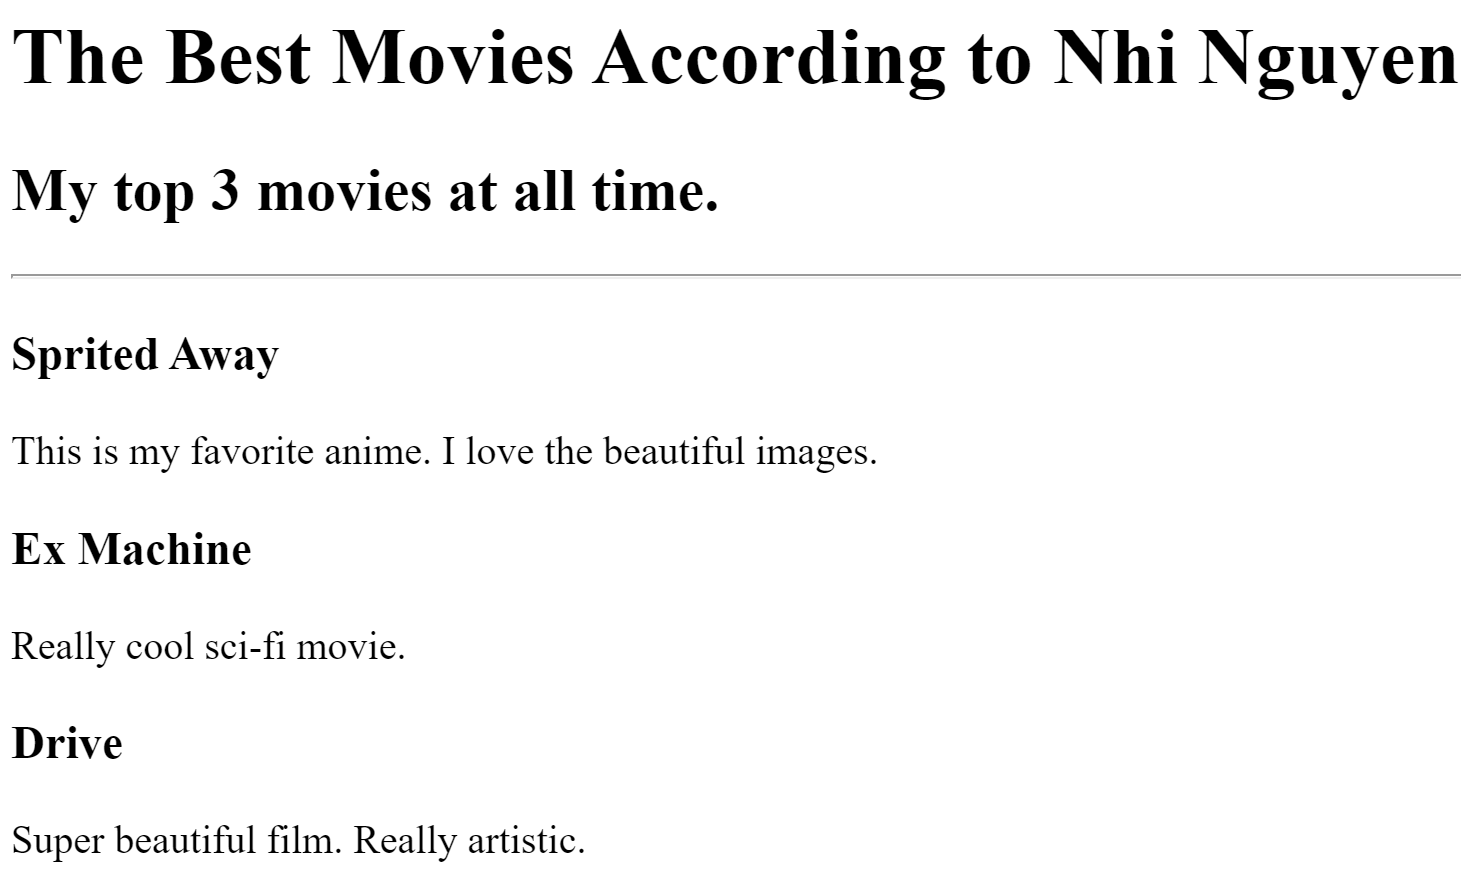 The Best Movies According to Nhi Nguyen
My top 3 movies at all time.
Sprited Away
This is my favorite anime. I love the beautiful images.
Ex Machine
Really cool sci-fi movie.
Drive
Super beautiful film. Really artistic.